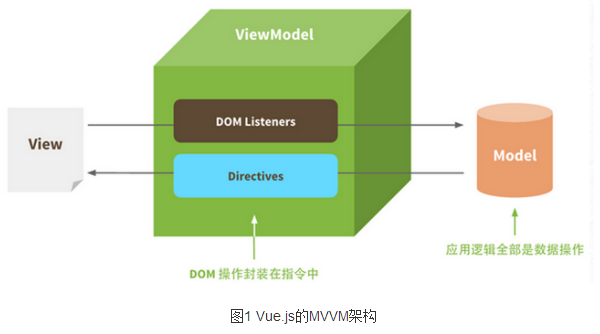 ViewModel
DOM Listeners
View
Model
Directives
应用逻辑全部是数据操作
DOM 操作封装在指令中
图1 Vue.js的MVVM架构